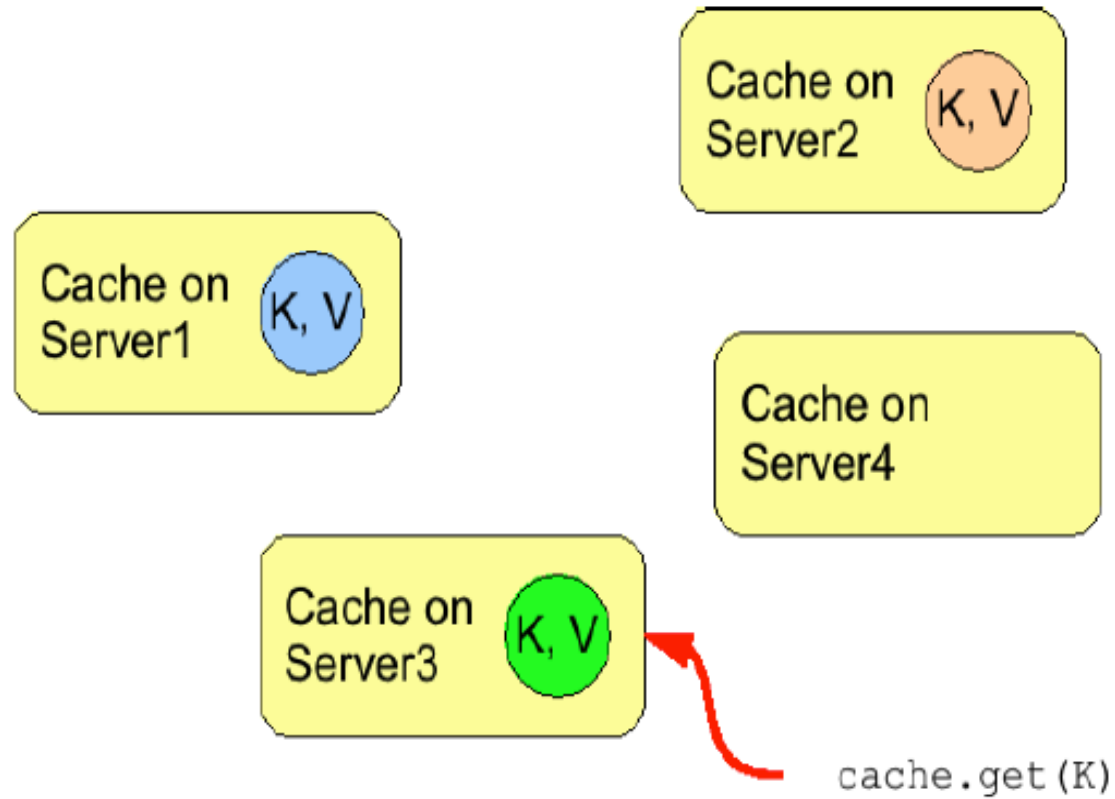 Cache on
Server2
K, V
Cache on
Server1
K, V
Cache on
Server4
Cache on
Server3
K, V
cache.get(K)